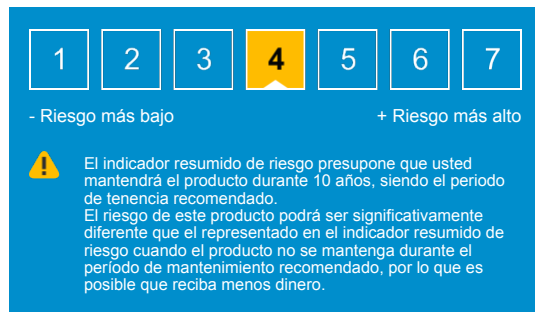 1 2 3 4 5 6 7
- Riesgo más bajo + Riesgo más alto
El indicador resumido de riesgo presupone que usted
mantendrá el producto durante 10 años, siendo el periodo
de tenencia recomendado.
El riesgo de este producto podrá ser significativamente
diferente que el representado en el indicador resumido de
riesgo cuando el producto no se mantenga durante el
período de mantenimiento recomendado, por lo que es
posible que reciba menos dinero.